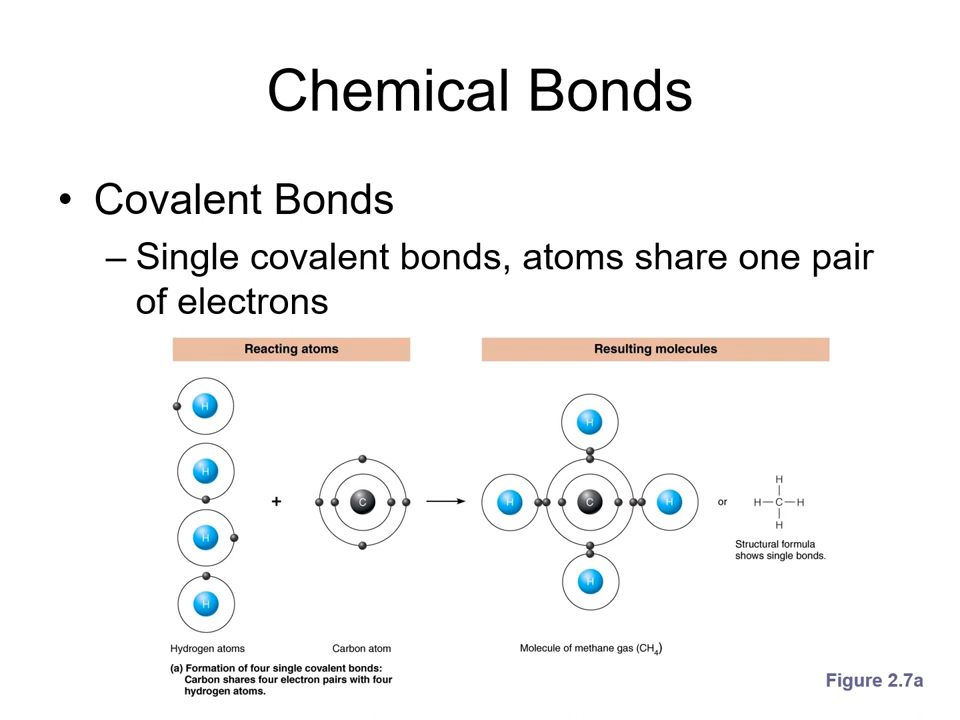 Chemical Bonds
• Covalent Bonds
– Single covalent bonds, atoms share one pair
of electrons
Reacting atoms
Resulting molecules
H
H
H
H
+
C
H
H
C
H
H
or
H
H–C–H
H
Structural formula
shows single bonds.
Hydrogen atoms
Carbon atom
Molecule of methane gas (CH₄)
(a) Formation of four single covalent bonds:
Carbon shares four electron pairs with four
hydrogen atoms.
Figure 2.7a